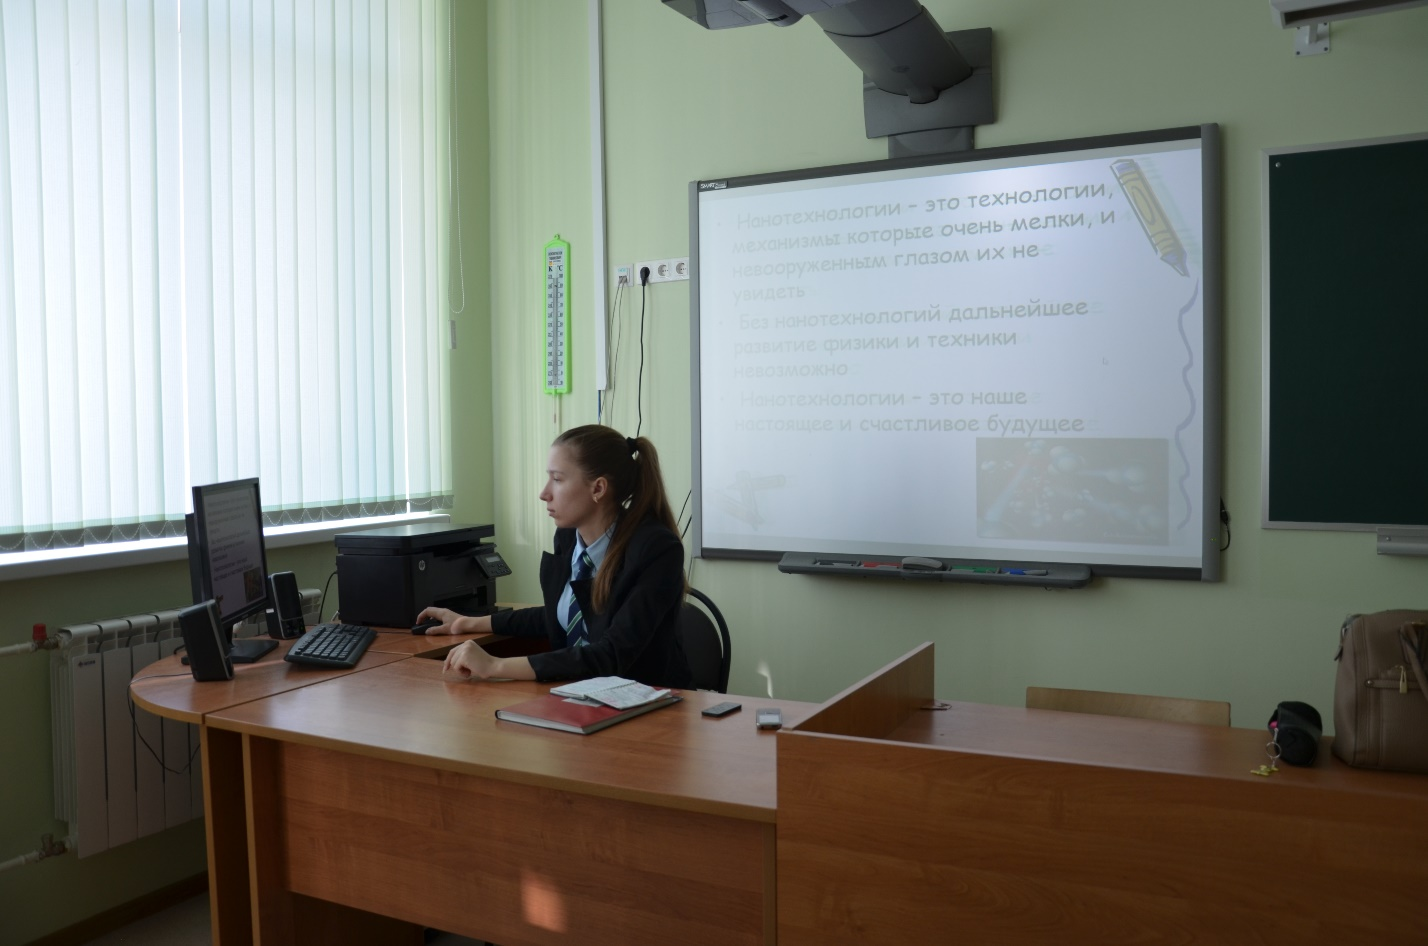 SMART
Нанотехнологии – это технологии,
механизмы которые очень мелки, и
невооруженным глазом их не
увидеть
Без нанотехнологий дальнейшее
развитие физики и техники
невозможно
Нанотехнологии – это наше
настоящее и счастливое будущее